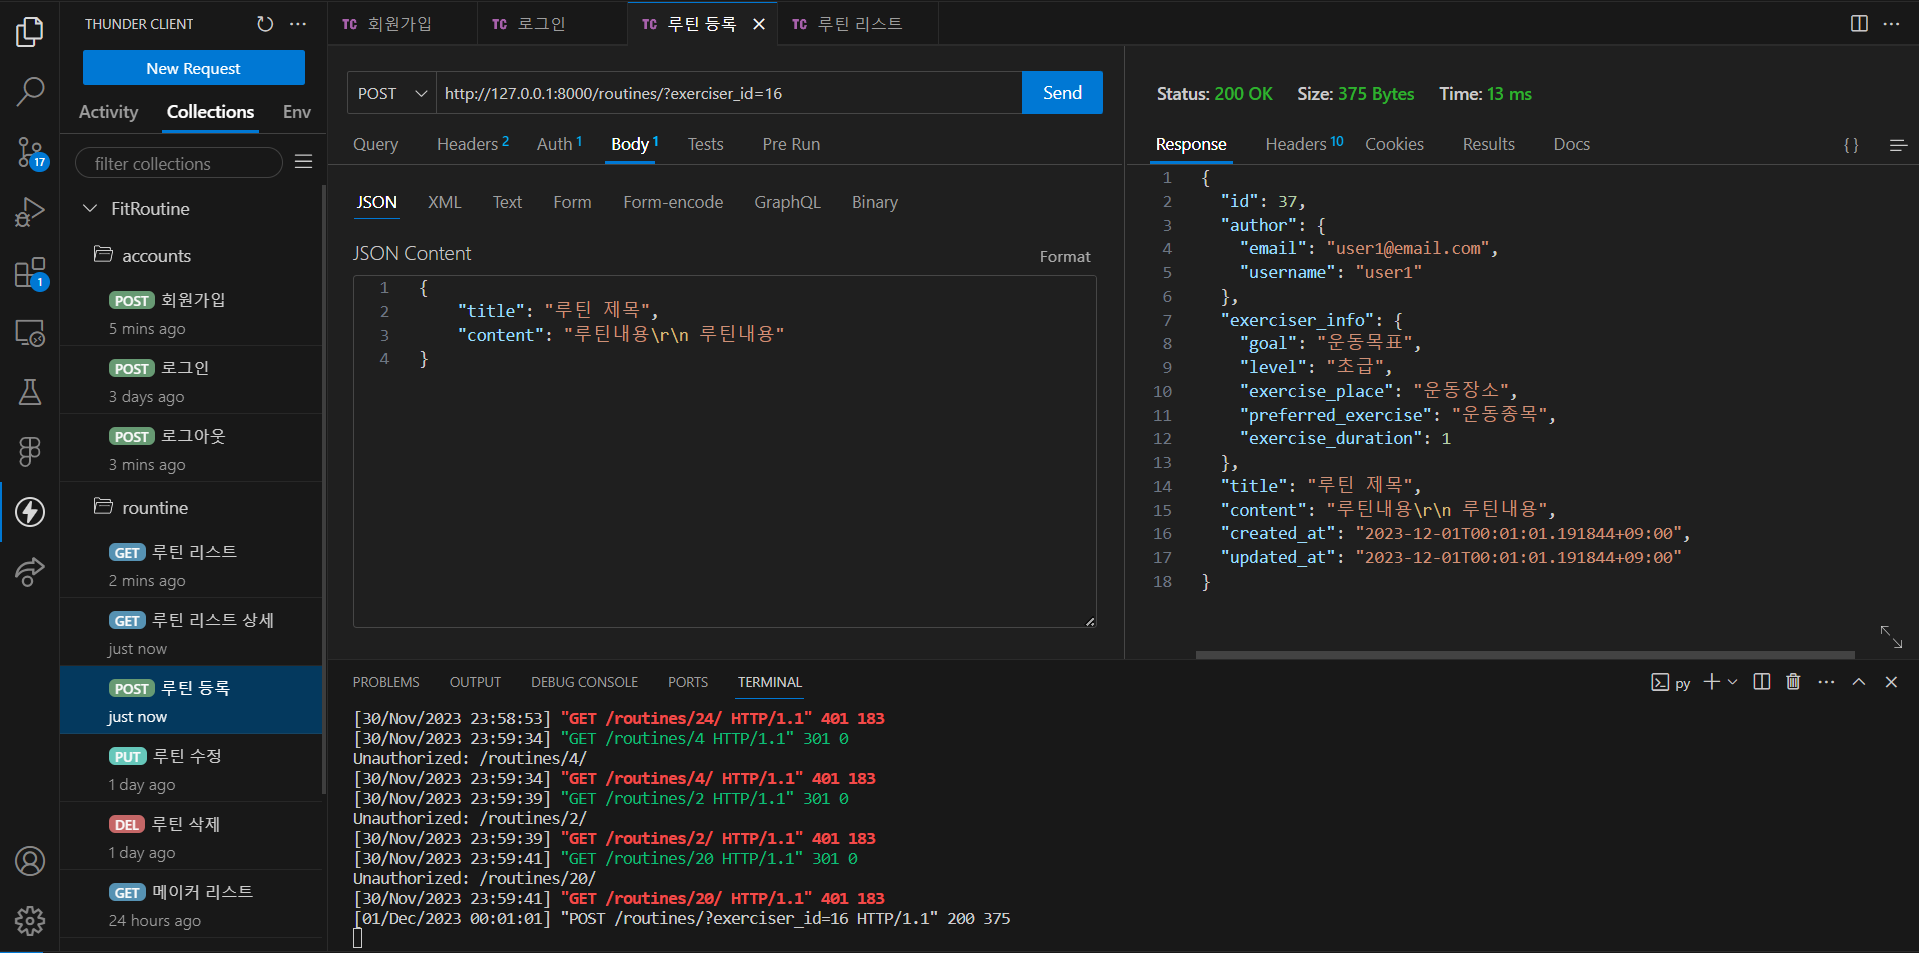 THUNDER CLIENT
New Request
Activity Collections Env
filter collections
FitRoutine
accounts
POST 회원가입
5 mins ago
POST 로그인
3 days ago
POST 로그아웃
3 mins ago
rountine
GET 루틴 리스트
2 mins ago
GET 루틴 리스트 상세
just now
POST 루틴 등록
just now
PUT 루틴 수정
1 day ago
DEL 루틴 삭제
1 day ago
GET 메이커 리스트
24 hours ago
17
1
TC 회원가입 TC 로그인 TC 루틴 등록 TC 루틴 리스트
POST http://127.0.0.1:8000/routines/?exerciser_id=16 Send
Query Headers 2 Auth 1 Body 1 Tests Pre Run
JSON XML Text Form Form-encode GraphQL Binary
JSON Content Format
1 {
2 "title": "루틴 제목",
3 "content": "루틴내용\r\n 루틴내용"
4 }
Status: 200 OK Size: 375 Bytes Time: 13 ms
Response Headers 10 Cookies Results Docs { }
1 {
2 "id": 37,
3 "author": {
4 "email": "user1@email.com",
5 "username": "user1"
6 },
7 "exerciser_info": {
8 "goal": "운동목표",
9 "level": "초급",
10 "exercise_place": "운동장소",
11 "preferred_exercise": "운동종목",
12 "exercise_duration": 1
13 },
14 "title": "루틴 제목",
15 "content": "루틴내용\r\n 루틴내용",
16 "created_at": "2023-12-01T00:01:01.191844+09:00",
17 "updated_at": "2023-12-01T00:01:01.191844+09:00"
18 }
PROBLEMS OUTPUT DEBUG CONSOLE PORTS TERMINAL py
[30/Nov/2023 23:58:53] "GET /routines/24/ HTTP/1.1" 401 183
[30/Nov/2023 23:59:34] "GET /routines/4 HTTP/1.1" 301 0
Unauthorized: /routines/4/
[30/Nov/2023 23:59:34] "GET /routines/4/ HTTP/1.1" 401 183
[30/Nov/2023 23:59:39] "GET /routines/2 HTTP/1.1" 301 0
Unauthorized: /routines/2/
[30/Nov/2023 23:59:39] "GET /routines/2/ HTTP/1.1" 401 183
[30/Nov/2023 23:59:41] "GET /routines/20 HTTP/1.1" 301 0
Unauthorized: /routines/20/
[30/Nov/2023 23:59:41] "GET /routines/20/ HTTP/1.1" 401 183
[01/Dec/2023 00:01:01] "POST /routines/?exerciser_id=16 HTTP/1.1" 200 375